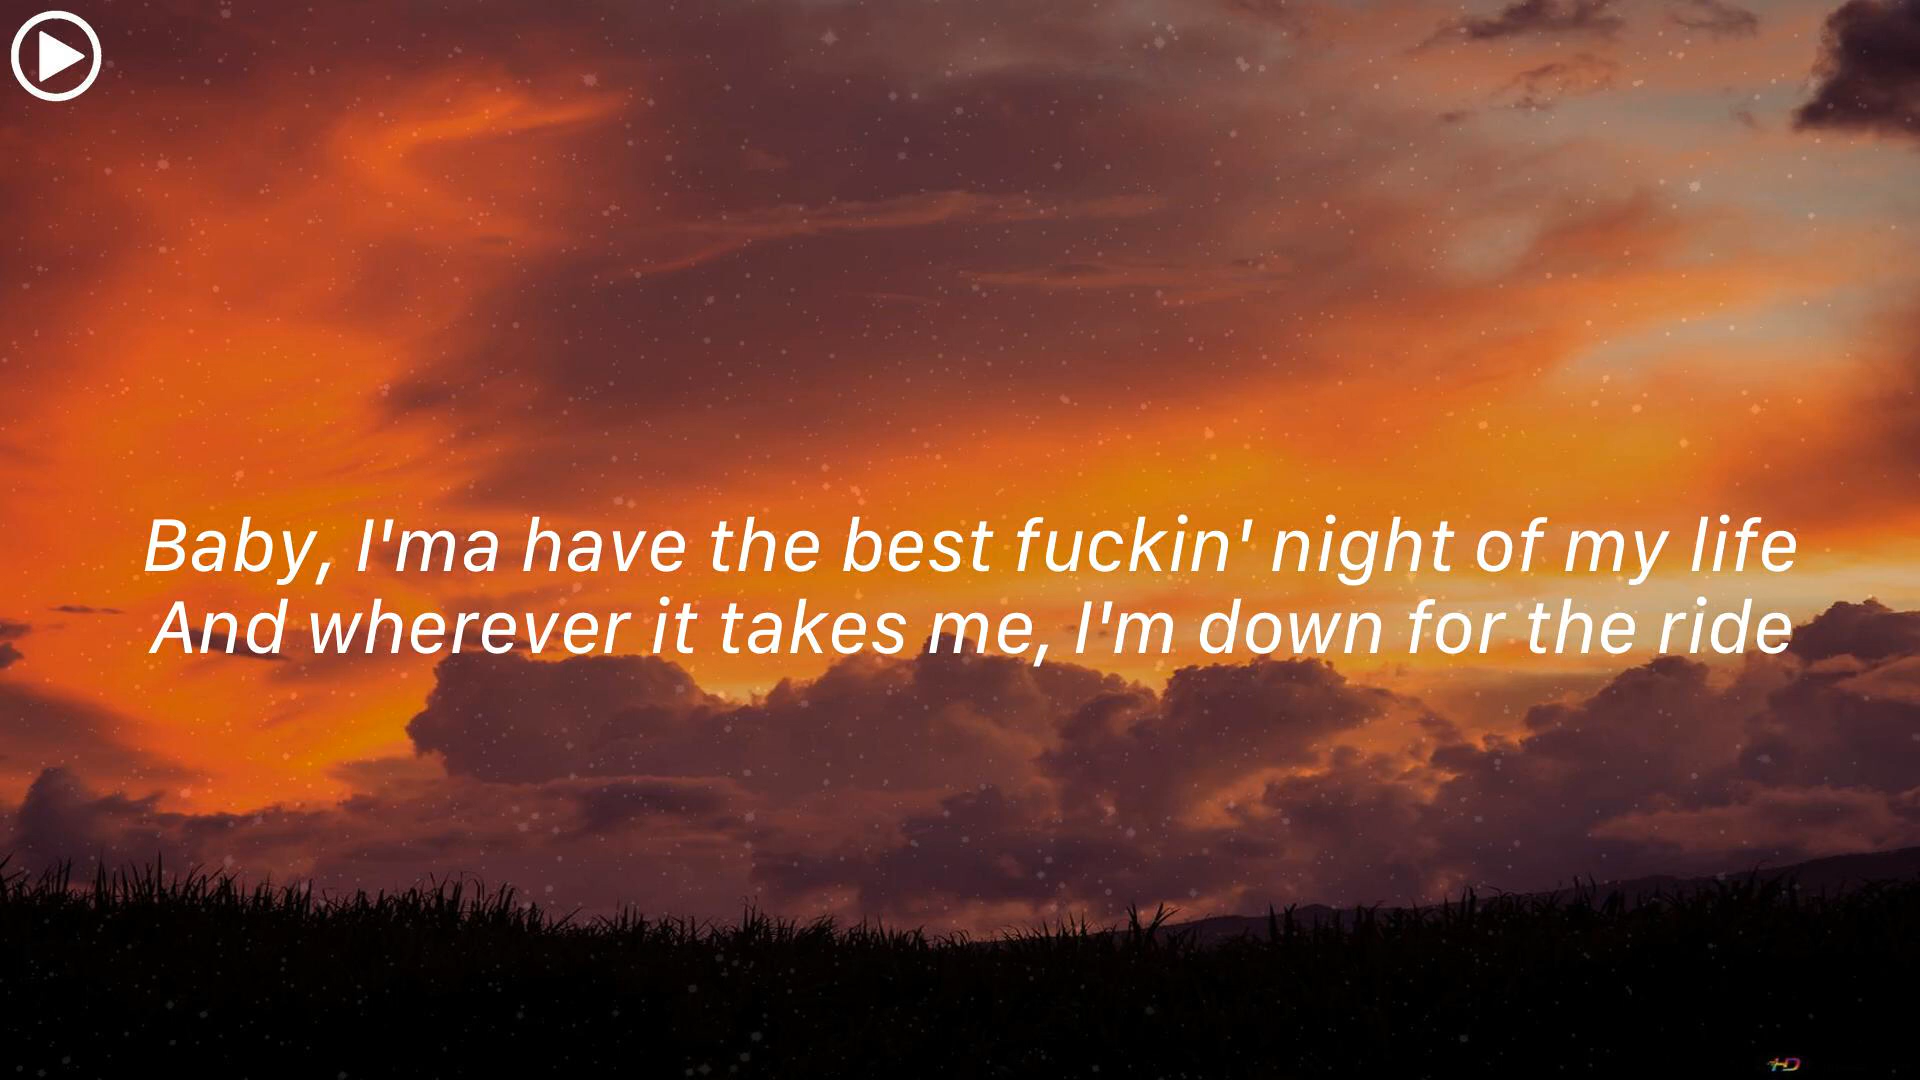 Baby, I'ma have the best fuckin' night of my life
And wherever it takes me, I'm down for the ride
HD